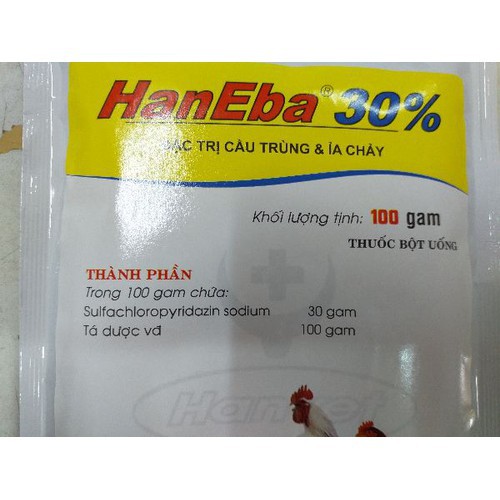 HanEba® 30%
ĐẶC TRỊ CẦU TRÙNG & ỈA CHẢY
Khối lượng tịnh: 100 gam
THUỐC BỘT UỐNG
THÀNH PHẦN
Trong 100 gam chứa:
Sulfachloropyridazin sodium 30 gam
Tá dược vđ 100 gam
Hanvet